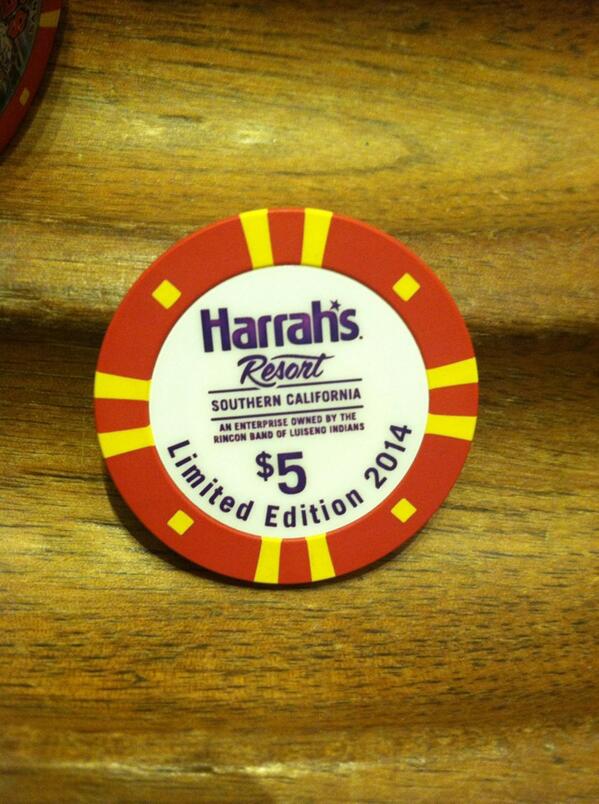 Harrah's
Resort
SOUTHERN CALIFORNIA
AN ENTERPRISE OWNED BY THE
RINCON BAND OF LUISENO INDIANS
$5
Limited Edition 2014